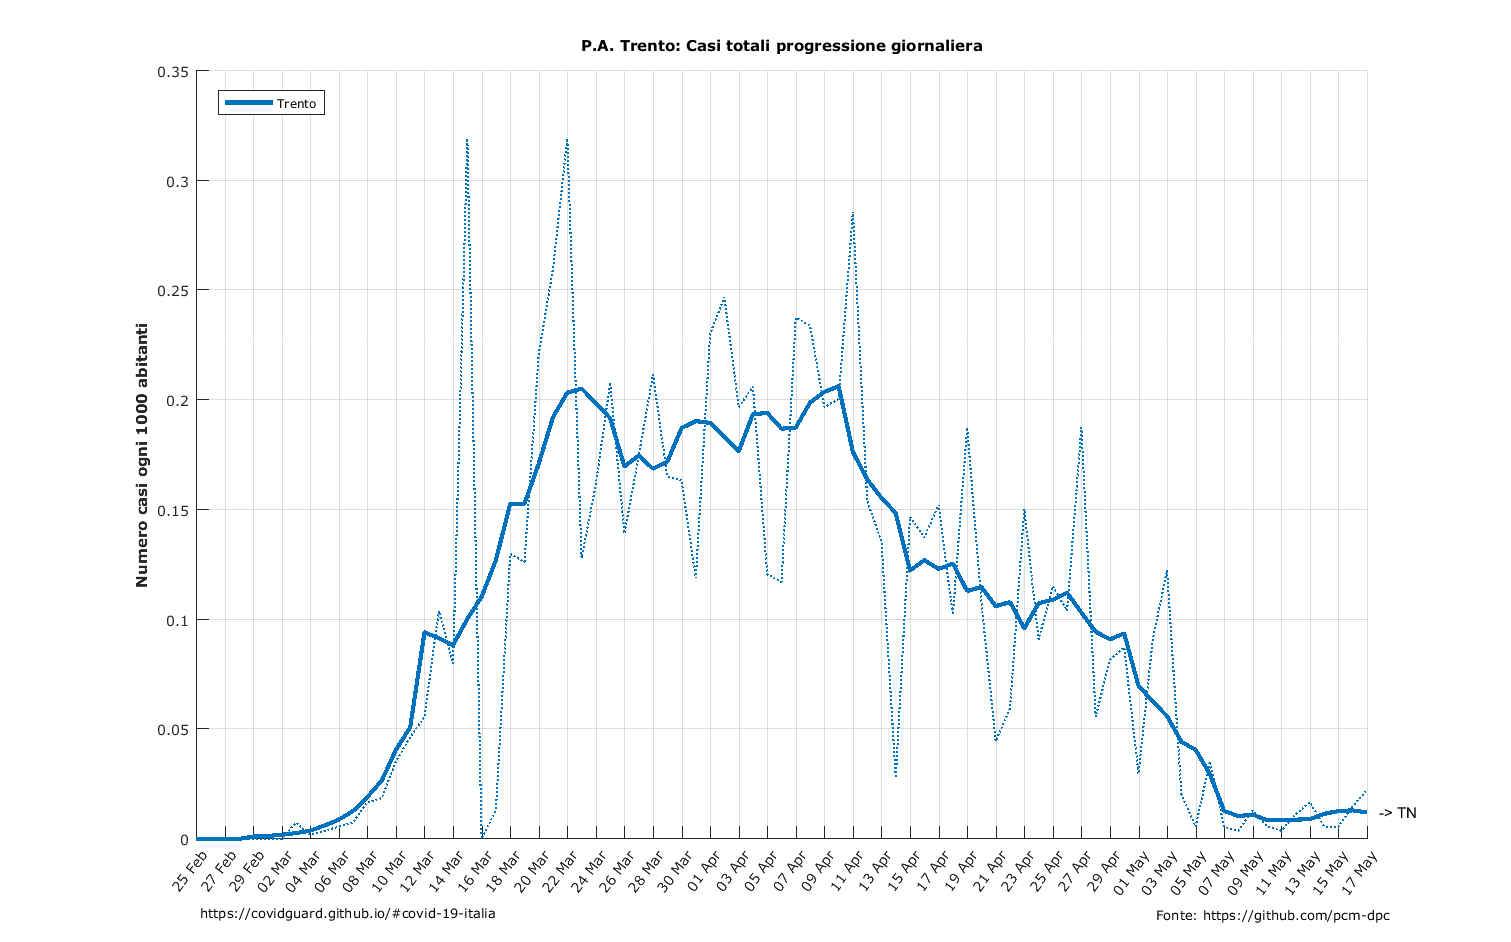 P.A. Trento: Casi totali progressione giornaliera
Numero casi ogni 1000 abitanti
0.35
0.3
0.25
0.2
0.15
0.1
0.05
0
Trento
-> TN
25 Feb
27 Feb
29 Feb
02 Mar
04 Mar
06 Mar
08 Mar
10 Mar
12 Mar
14 Mar
16 Mar
18 Mar
20 Mar
22 Mar
24 Mar
26 Mar
28 Mar
30 Mar
01 Apr
03 Apr
05 Apr
07 Apr
09 Apr
11 Apr
13 Apr
15 Apr
17 Apr
19 Apr
21 Apr
23 Apr
25 Apr
27 Apr
29 Apr
01 May
03 May
05 May
07 May
09 May
11 May
13 May
15 May
17 May
https://covidguard.github.io/#covid-19-italia
Fonte: https://github.com/pcm-dpc